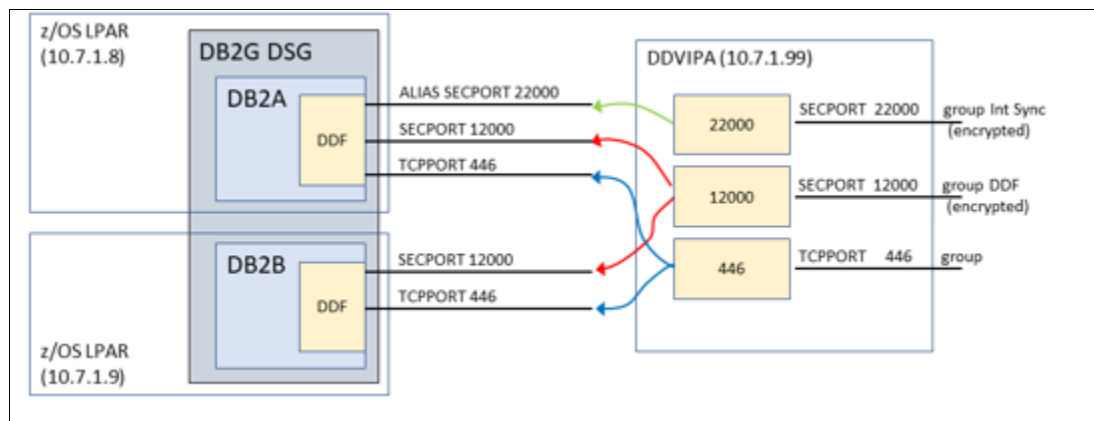 z/OS LPAR
(10.7.1.8)
DB2G DSG
DB2A
DDF
ALIAS SECPORT 22000
SECPORT 12000
TCPPORT 446
DB2B
DDF
SECPORT 12000
TCPPORT 446
z/OS LPAR
(10.7.1.9)
DDVIPA (10.7.1.99)
22000
SECPORT 22000
group Int Sync
(encrypted)
12000
SECPORT 12000
group DDF
(encrypted)
446
TCPPORT 446
group